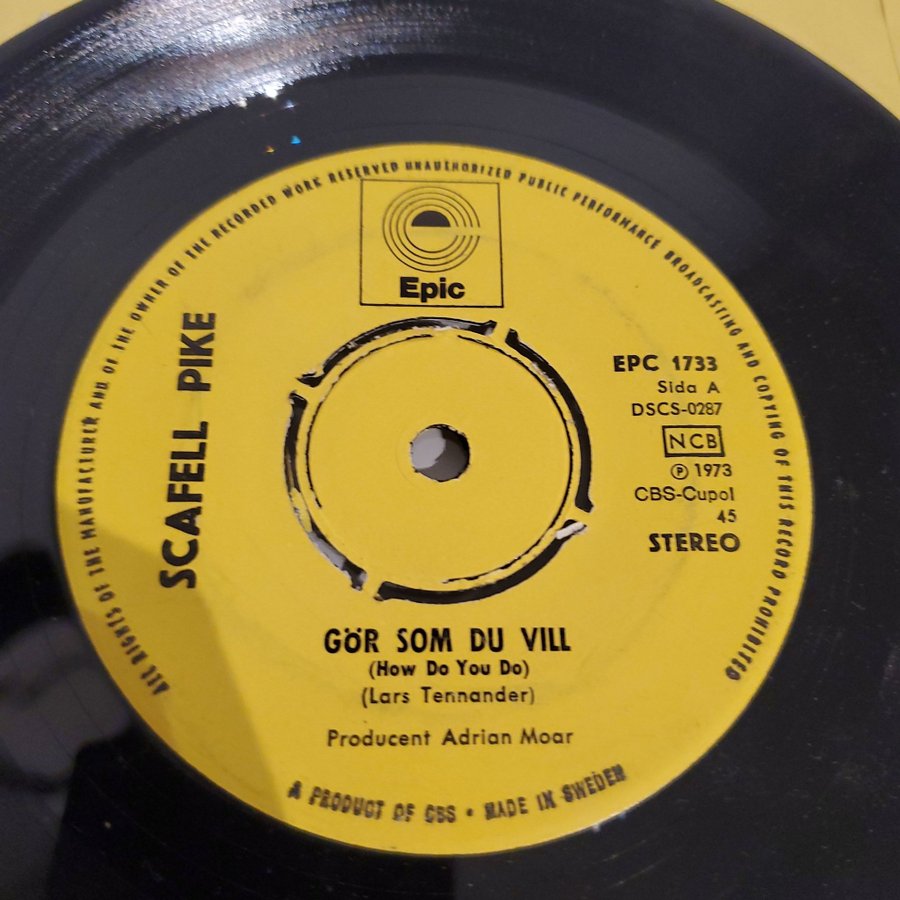 ALL RIGHTS OF THE MANUFACTURER AND OF THE OWNER OF THE RECORDED WORK RESERVED UNAUTHORIZED PUBLIC PERFORMANCE BROADCASTING AND COPYING OF THIS RECORD PROHIBITED
Epic
SCAFELL PIKE
EPC 1733
Sida A
DSCS-0287
NCB
Ⓟ 1973
CBS-Cupol
45
STEREO
GÖR SOM DU VILL
(How Do You Do)
(Lars Tennander)
Producent Adrian Moar
A PRODUCT OF CBS • MADE IN SWEDEN